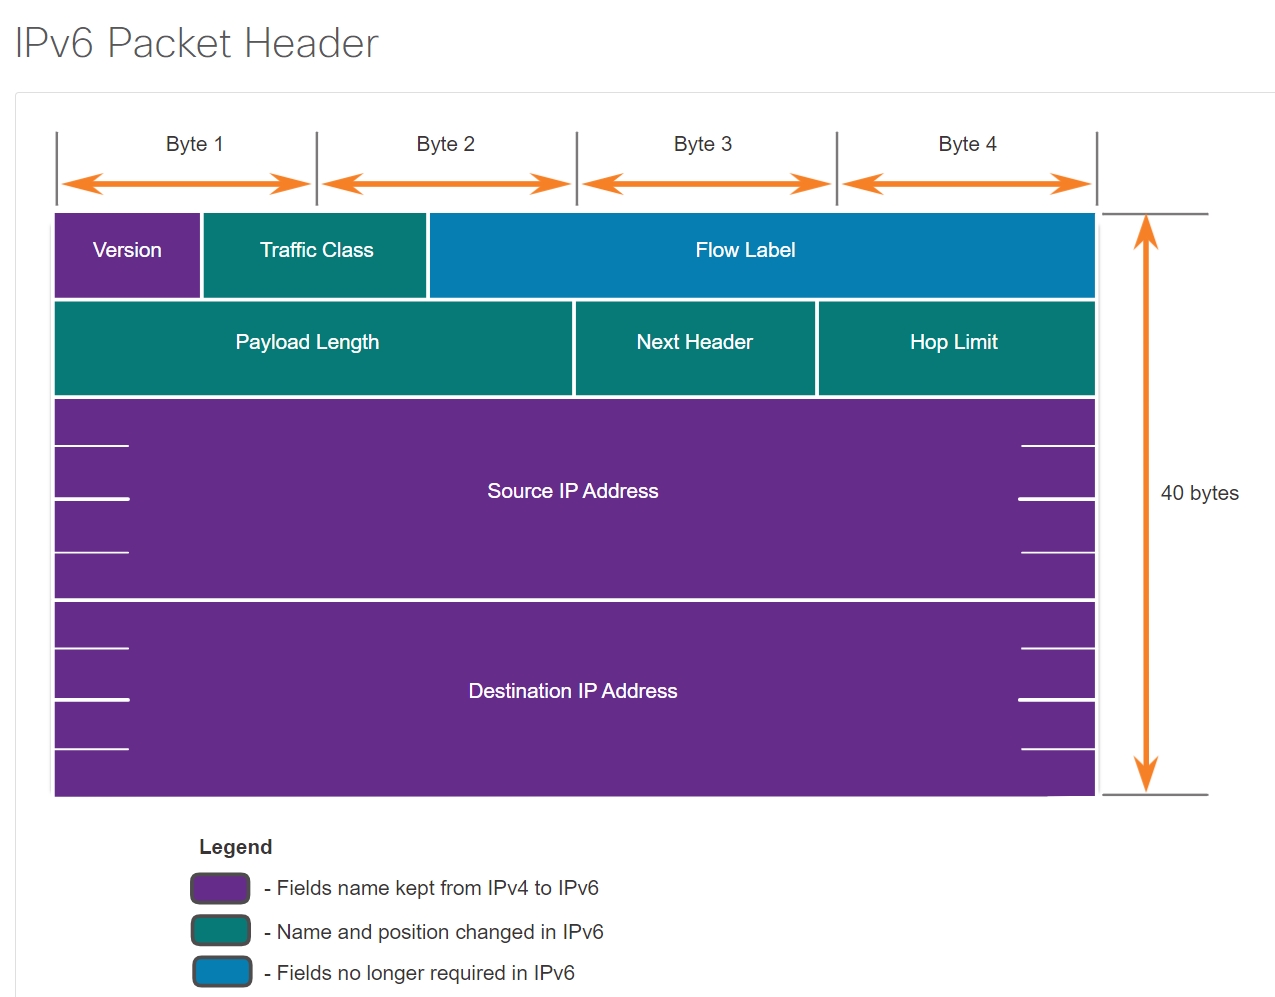 IPv6 Packet Header
Byte 1 Byte 2 Byte 3 Byte 4
Version Traffic Class Flow Label
Payload Length Next Header Hop Limit
Source IP Address
40 bytes
Destination IP Address
Legend
- Fields name kept from IPv4 to IPv6
- Name and position changed in IPv6
- Fields no longer required in IPv6